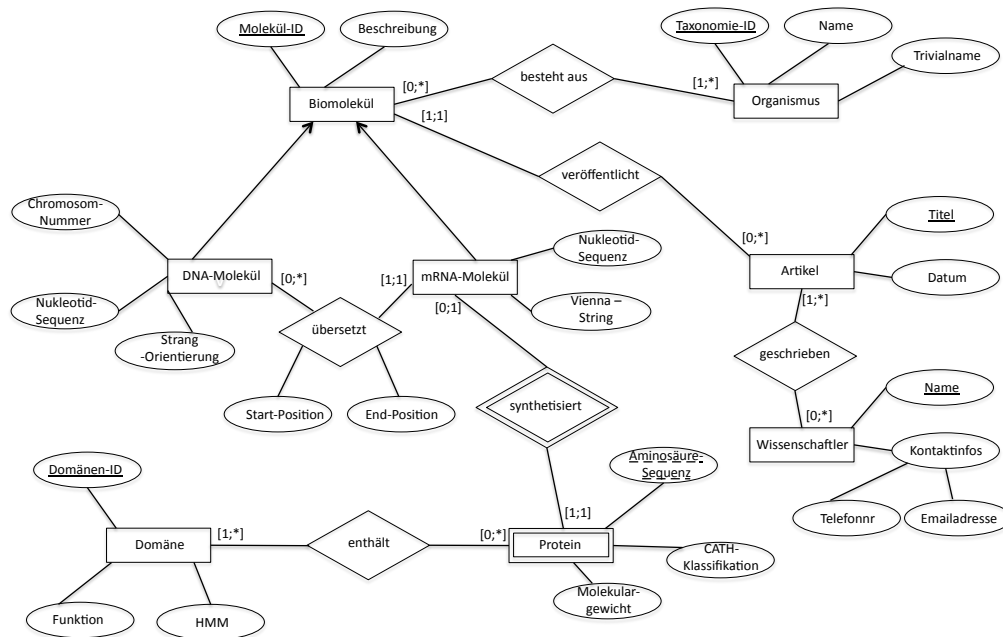 Molekül-ID
Beschreibung
Taxonomie-ID
Name
Trivialname
besteht aus
[0;*]
[1;*]
Biomolekül
Organismus
[1;1]
veröffentlicht
Chromosom-
Nummer
[0;*]
Titel
Nukleotid-
Sequenz
DNA-Molekül
[0;*]
[1;1]
mRNA-Molekül
Artikel
Datum
[0;1]
[1;*]
Nukleotid-
Sequenz
übersetzt
Vienna –
String
Strang
-Orientierung
geschrieben
Start-Position
End-Position
synthetisiert
Name
[0;*]
Wissenschaftler
Kontaktinfos
Domänen-ID
Aminosäure-
Sequenz
Telefonnr
Emailadresse
[1;1]
[1;*]
[0;*]
Domäne
enthält
Protein
CATH-
Klassifikation
Funktion
HMM
Molekular-
gewicht